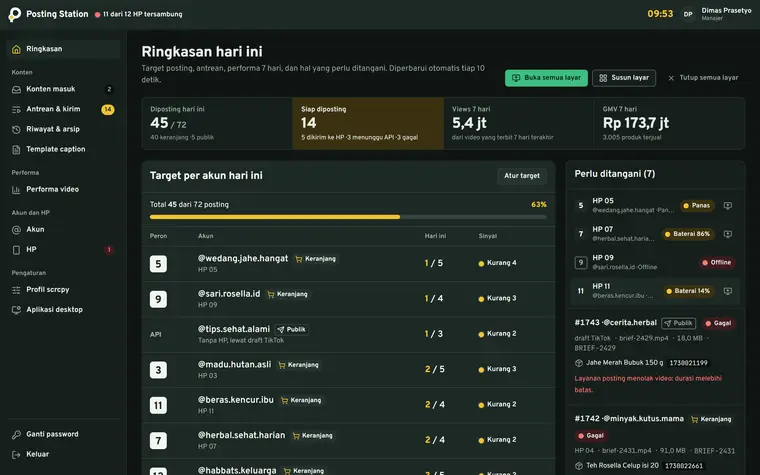 Posting Station
11 dari 12 HP tersambung
09:53
DP
Dimas Prasetyo
Manajer
Ringkasan
Konten
Konten masuk
2
Antrean & kirim
14
Riwayat & arsip
Template caption
Performa
Performa video
Akun dan HP
Akun
HP
1
Pengaturan
Profil scrcpy
Aplikasi desktop
Ganti password
Keluar
Ringkasan hari ini
Target posting, antrean, performa 7 hari, dan hal yang perlu ditangani. Diperbarui otomatis tiap 10
detik.
Buka semua layar
Susun layar
Tutup semua layar
Diposting hari ini
45 / 72
40 keranjang ·5 publik
Siap diposting
14
5 dikirim ke HP ·3 menunggu API ·3 gagal
Views 7 hari
5,4 jt
dari video yang terbit 7 hari terakhir
GMV 7 hari
Rp 173,7 jt
3.005 produk terjual
Target per akun hari ini
Atur target
Total 45 dari 72 posting
63%
Peron
Akun
Hari ini
Sinyal
5
@wedang.jahe.hangat
Keranjang
HP 05
1 / 5
Kurang 4
9
@sari.rosella.id
Keranjang
HP 09
1 / 4
Kurang 3
API
@tips.sehat.alami
Publik
Tanpa HP, lewat draft TikTok
1 / 3
Kurang 2
3
@madu.hutan.asli
Keranjang
HP 03
2 / 5
Kurang 3
11
@beras.kencur.ibu
Keranjang
HP 11
2 / 4
Kurang 2
7
@herbal.sehat.harian
Keranjang
HP 07
2 / 4
Kurang 2
12
@habbats.keluarga
Keranjang
2 / 4
Kurang 2
Perlu ditangani (7)
5
HP 05
@wedang.jahe.hangat ·Pan…
Panas
7
HP 07
@herbal.sehat.haria…
Baterai 86%
9
HP 09
@sari.rosella.id ·Offline
Offline
11
HP 11
@beras.kencur.ibu ·…
Baterai 14%
#1743 ·@cerita.herbal
Publik
Gagal
draft TikTok · brief-2429.mp4 · 18,0 MB ·
BRIEF-2429
Jahe Merah Bubuk 150 g
1730021199
Layanan posting menolak video: durasi melebihi
batas.
#1742 ·@minyak.kutus.mama
Keranjang
Gagal
HP 04 · brief-2431.mp4 · 91,0 MB · BRIEF-2431
Teh Rosella Celup isi 20
1730022661